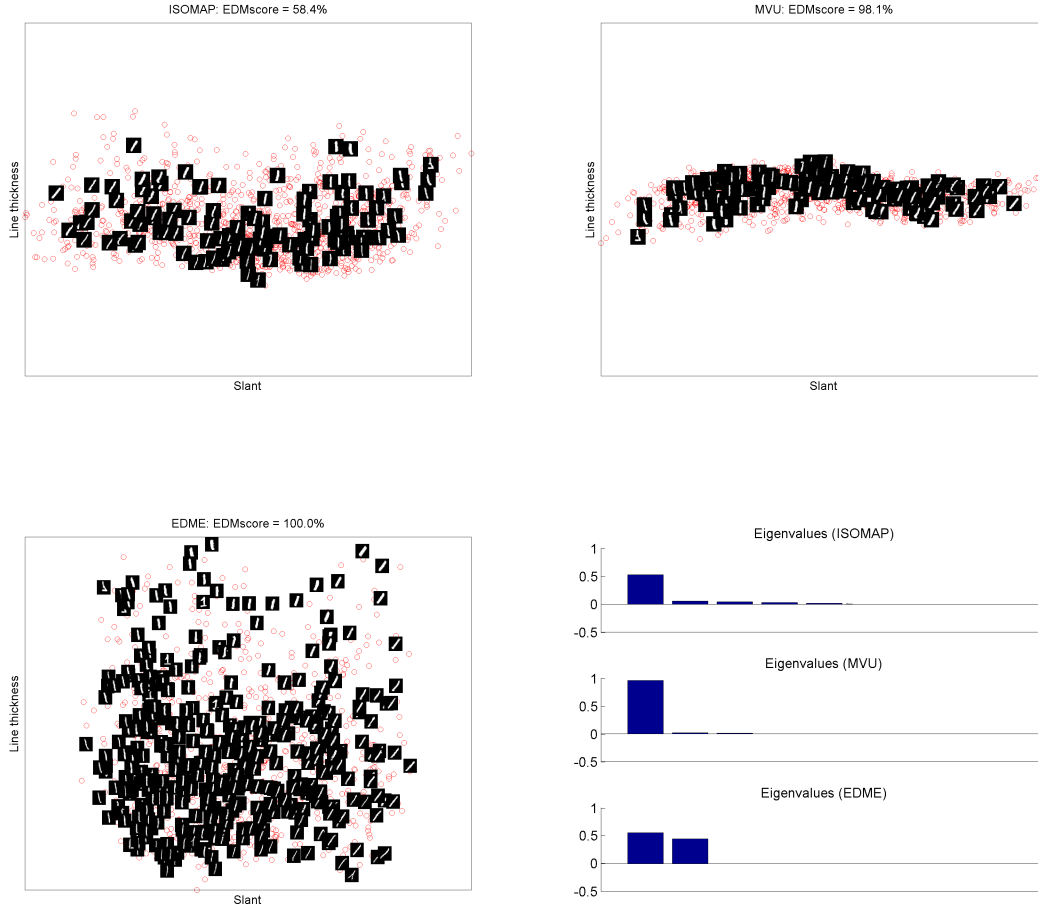 ISOMAP: EDMscore = 58.4%
Line thickness
Slant
MVU: EDMscore = 98.1%
Line thickness
Slant
EDME: EDMscore = 100.0%
Line thickness
Slant
Eigenvalues (ISOMAP)
1
0.5
0
-0.5
Eigenvalues (MVU)
1
0.5
0
-0.5
Eigenvalues (EDME)
1
0.5
0
-0.5